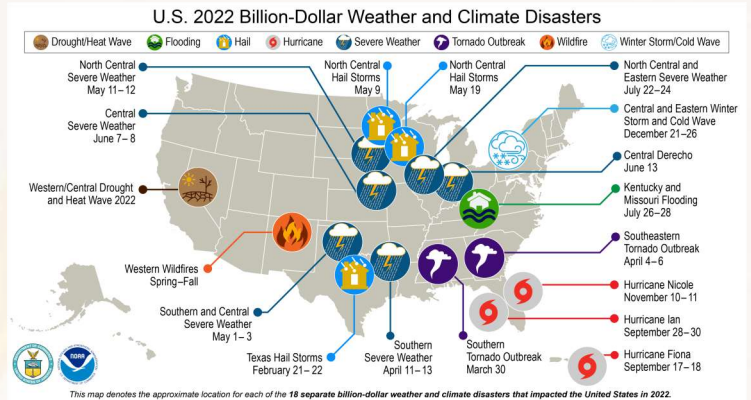 U.S. 2022 Billion-Dollar Weather and Climate Disasters
Drought/Heat Wave
Flooding
Hail
Hurricane
Severe Weather
Tornado Outbreak
Wildfire
Winter Storm/Cold Wave
North Central
Severe Weather
May 11–12
North Central
Hail Storms
May 9
North Central
Hail Storms
May 19
North Central and
Eastern Severe Weather
July 22–24
Central
Severe Weather
June 7–8
Central and Eastern Winter
Storm and Cold Wave
December 21–26
Central Derecho
June 13
Western/Central Drought
and Heat Wave 2022
Kentucky and
Missouri Flooding
July 26–28
Southeastern
Tornado Outbreak
April 4–6
Western Wildfires
Spring–Fall
Hurricane Nicole
November 10–11
Southern and Central
Severe Weather
May 1–3
Hurricane Ian
September 28–30
Texas Hail Storms
February 21–22
Southern
Severe Weather
April 11–13
Southern
Tornado Outbreak
March 30
Hurricane Fiona
September 17–18
NOAA
This map denotes the approximate location for each of the 18 separate billion-dollar weather and climate disasters that impacted the United States in 2022.